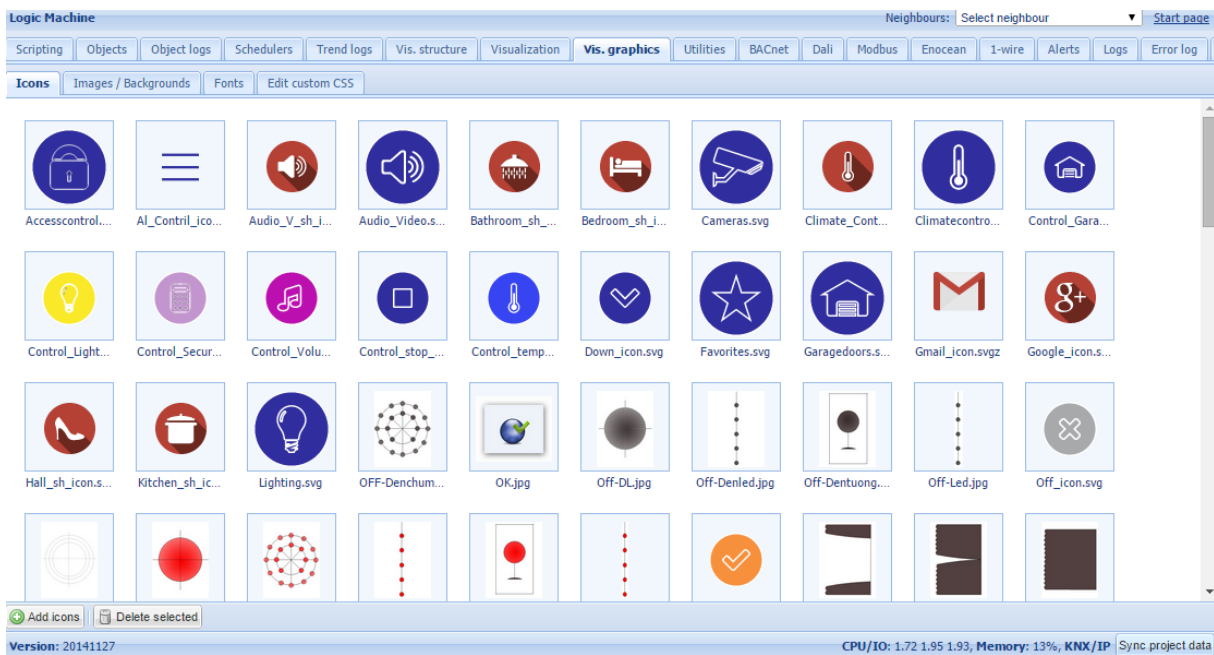 Logic Machine Neighbours: Select neighbour Start page
Scripting Objects Object logs Schedulers Trend logs Vis. structure Visualization Vis. graphics Utilities BACnet Dali Modbus Enocean 1-wire Alerts Logs Error log
Icons Images / Backgrounds Fonts Edit custom CSS
Accesscontrol.... Al_Contril_ico... Audio_V_sh_i... Audio_Video.s... Bathroom_sh_... Bedroom_sh_i... Cameras.svg Climate_Cont... Climatecontro... Control_Gara...
g+
Control_Light... Control_Secur... Control_Volu... Control_stop_... Control_temp... Down_icon.svg Favorites.svg Garagedoors.s... Gmail_icon.svgz Google_icon.s...
Hall_sh_icon.s... Kitchen_sh_ic... Lighting.svg OFF-Denchum... OK.jpg Off-DL.jpg Off-Denled.jpg Off-Dentuong.... Off-Led.jpg Off_icon.svg
Add icons Delete selected
Version: 20141127 CPU/IO: 1.72 1.95 1.93, Memory: 13%, KNX/IP Sync project data